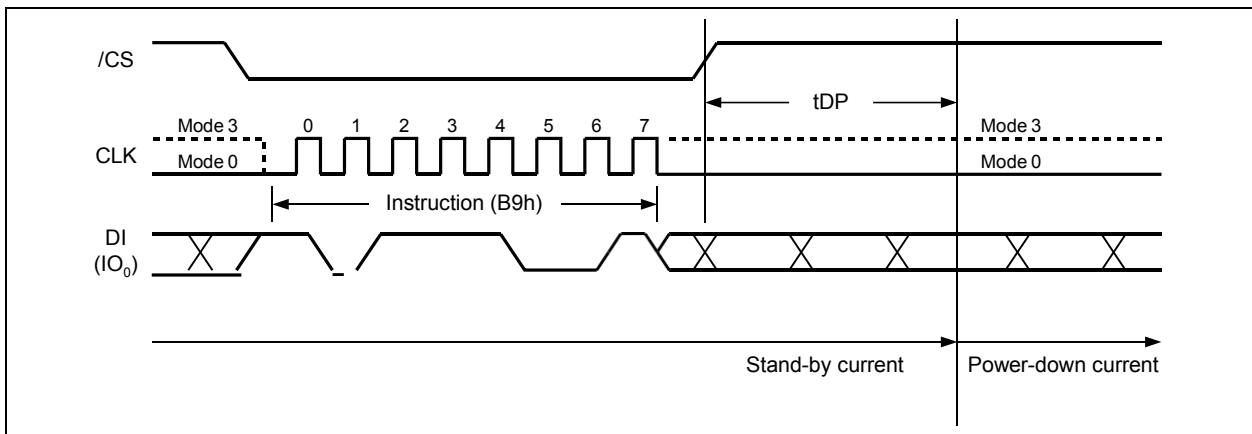 /CS
tDP
Mode 3 0 1 2 3 4 5 6 7 Mode 3
CLK
Mode 0 Mode 0
Instruction (B9h)
DI
(IO0)
Stand-by current Power-down current